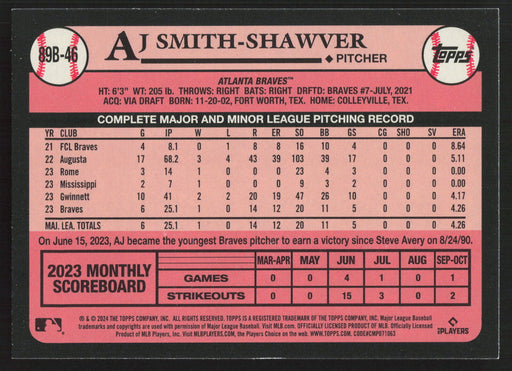 89B-46
AJ SMITH-SHAWVER
PITCHER
topps
ATLANTA BRAVES™
HT: 6'3" WT: 205 lb. THROWS: RIGHT BATS: RIGHT DRFTD: BRAVES #7-JULY, 2021
ACQ: VIA DRAFT BORN: 11-20-02, FORT WORTH, TEX. HOME: COLLEYVILLE, TEX.
COMPLETE MAJOR AND MINOR LEAGUE PITCHING RECORD
YR CLUB G IP W L R ER SO BB GS CG SHO SV ERA
21 FCL Braves 4 8.1 0 1 8 8 16 10 4 0 0 0 8.64
22 Augusta 17 68.2 3 4 43 39 103 39 17 0 0 0 5.11
23 Rome 3 14 1 0 0 0 23 4 3 0 0 0 0.00
23 Mississippi 2 7 1 0 0 0 9 4 2 0 0 0 0.00
23 Gwinnett 10 41 2 2 20 19 47 26 10 0 0 0 4.17
23 Braves 6 25.1 1 0 14 12 20 11 5 0 0 0 4.26
MAJ. LEA. TOTALS 6 25.1 1 0 14 12 20 11 5 0 0 0 4.26
On June 15, 2023, AJ became the youngest Braves pitcher to earn a victory since Steve Avery on 8/24/90.
2023 MONTHLY SCOREBOARD
MAR-APR MAY JUN JUL AUG SEP-OCT
GAMES 0 0 4 1 0 1
STRIKEOUTS 15 3 0 2
® & © 2024 THE TOPPS COMPANY, INC. ALL RIGHTS RESERVED. TOPPS IS A REGISTERED TRADEMARK OF THE TOPPS COMPANY, INC. Major League Baseball
trademarks and copyrights are used with permission of Major League Baseball. Visit MLB.com. OFFICIALLY LICENSED PRODUCT OF MLB PLAYERS, INC.
Official Product of MLB Players, Inc. Visit MLBPLAYERS.COM, the Players Choice on the web. WWW.TOPPS.COM. CODE#CMP071063
PLAYERS